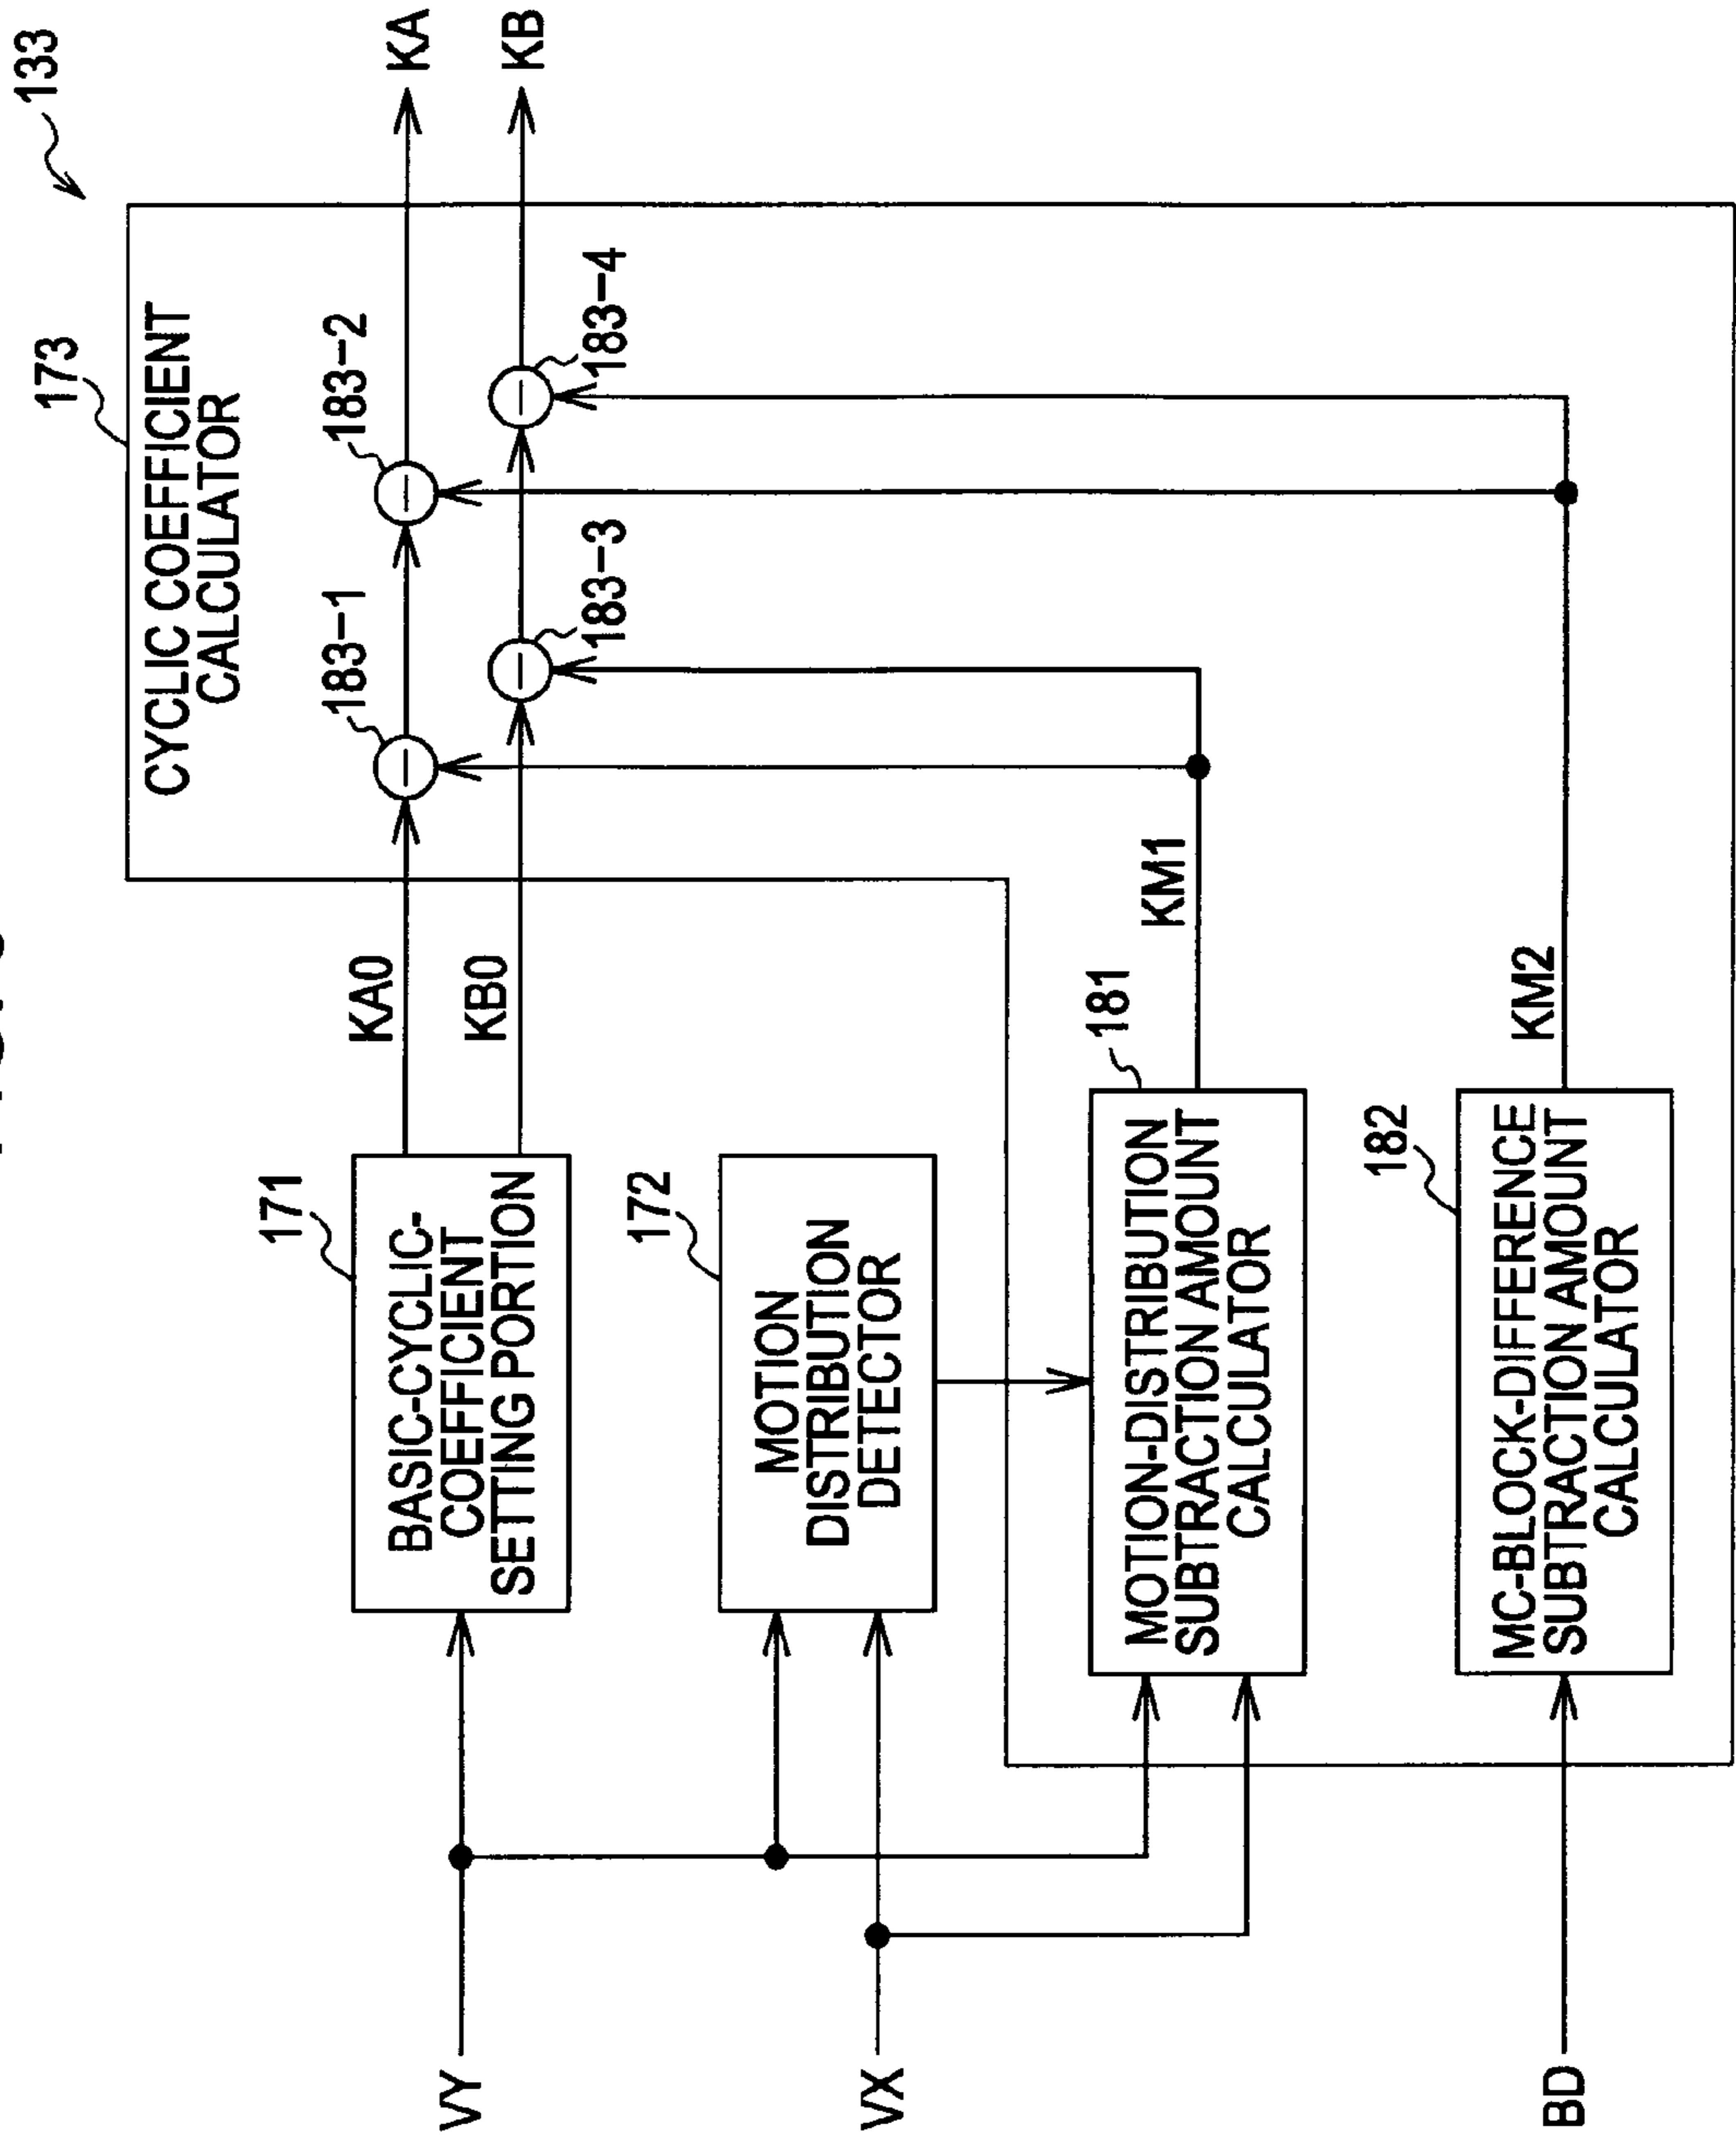 133
173
CYCLIC COEFFICIENT
CALCULATOR
183-1
183-2
KA
KA0
171
BASIC-CYCLIC-
COEFFICIENT
SETTING PORTION
VY
KB0
183-3
183-4
KB
172
MOTION
DISTRIBUTION
DETECTOR
VX
181
MOTION-DISTRIBUTION
SUBTRACTION AMOUNT
CALCULATOR
KM1
182
MC-BLOCK-DIFFERENCE
SUBTRACTION AMOUNT
CALCULATOR
KM2
BD